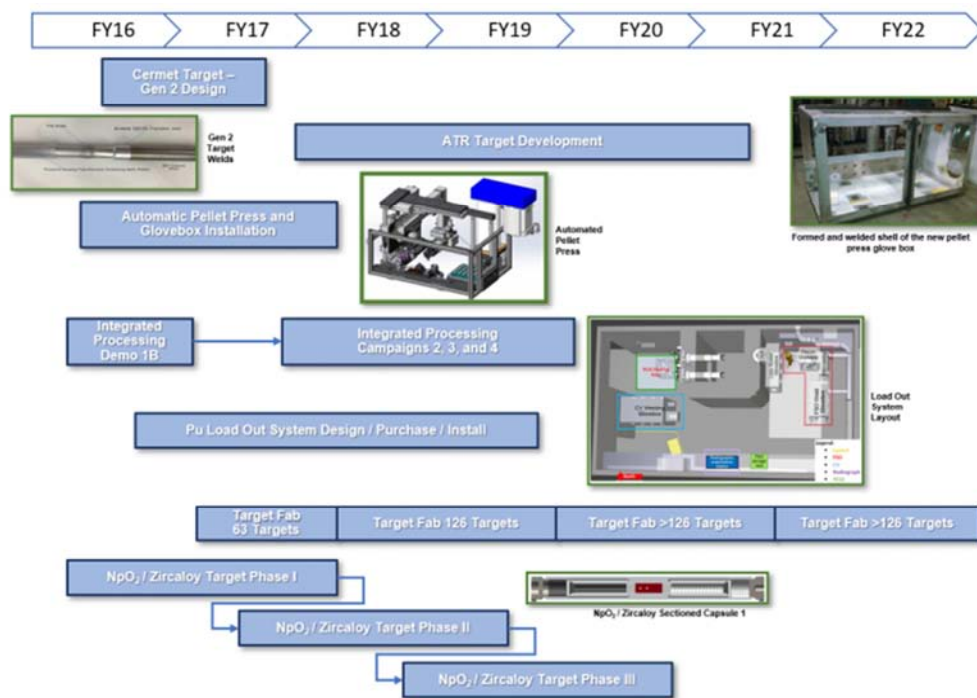 FY16 FY17 FY18 FY19 FY20 FY21 FY22
Cermet Target –
Gen 2 Design
Gen 2
Target
Welds
ATR Target Development
Formed and welded shell of the new pellet
press glove box
Automatic Pellet Press and
Glovebox Installation
Automated
Pellet
Press
Integrated
Processing
Demo 1B
Integrated Processing
Campaigns 2, 3, and 4
Load Out
System
Layout
Pu Load Out System Design / Purchase / Install
Target Fab
63 Targets
Target Fab 126 Targets
Target Fab >126 Targets
Target Fab >126 Targets
NpO2 / Zircaloy Target Phase I
NpO2 / Zircaloy Sectioned Capsule 1
NpO2 / Zircaloy Target Phase II
NpO2 / Zircaloy Target Phase III